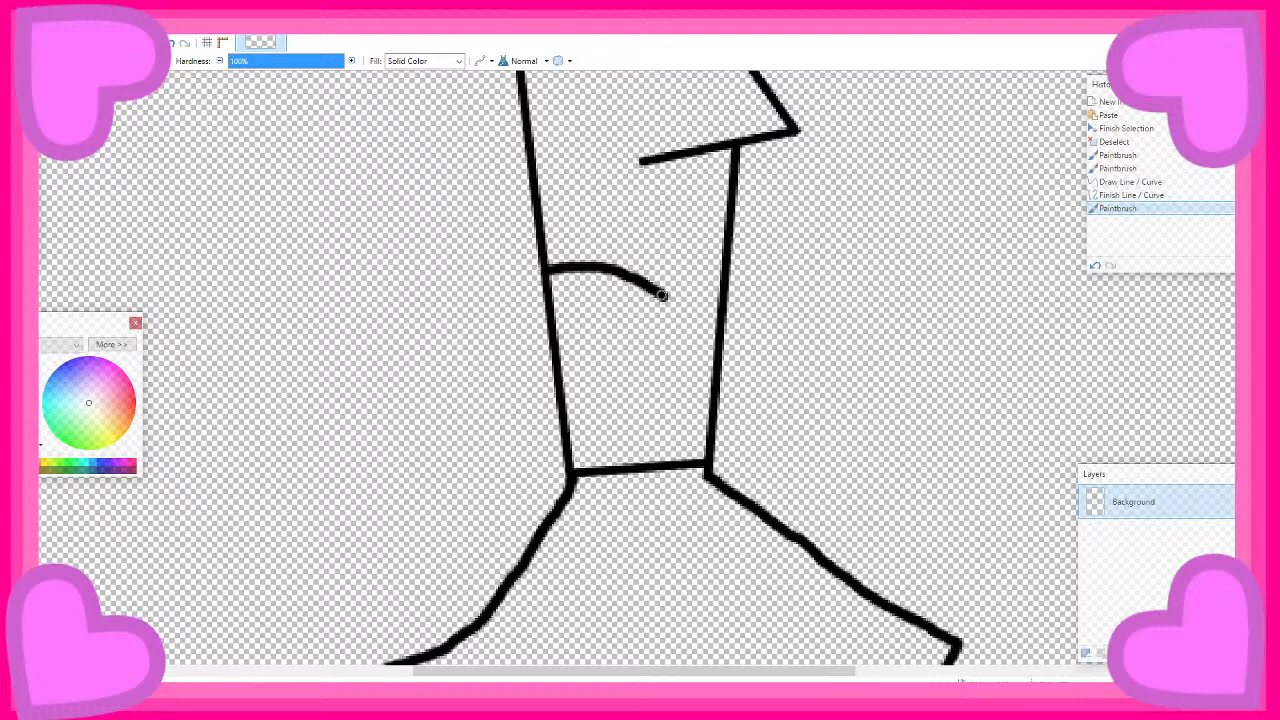 Hardness:
100%
Fill:
Solid Color
Normal
Histo
New I
Paste
Finish Selection
Deselect
Paintbrush
Paintbrush
Draw Line / Curve
Finish Line / Curve
Paintbrush
More >>
Layers
Background